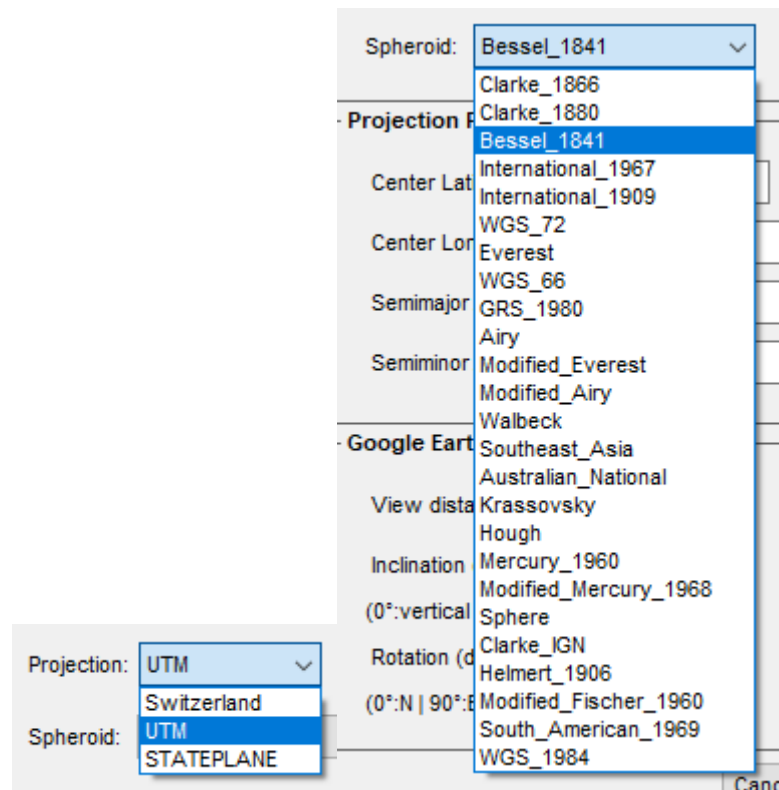 Spheroid: Bessel_1841
Clarke_1866
Clarke_1880
Projection
Bessel_1841
International_1967
Center Lat
International_1909
WGS_72
Center Lon
Everest
WGS_66
Semimajor
GRS_1980
Airy
Semiminor
Modified_Everest
Modified_Airy
Walbeck
Google Eart
Southeast_Asia
Australian_National
View dista
Krassovsky
Hough
Inclination
Mercury_1960
Modified_Mercury_1968
(0°:vertical
Sphere
Clarke_IGN
Rotation (d
Helmert_1906
(0°:N | 90°:E
Modified_Fischer_1960
South_American_1969
WGS_1984
Canc
Projection: UTM
Switzerland
UTM
Spheroid:
STATEPLANE